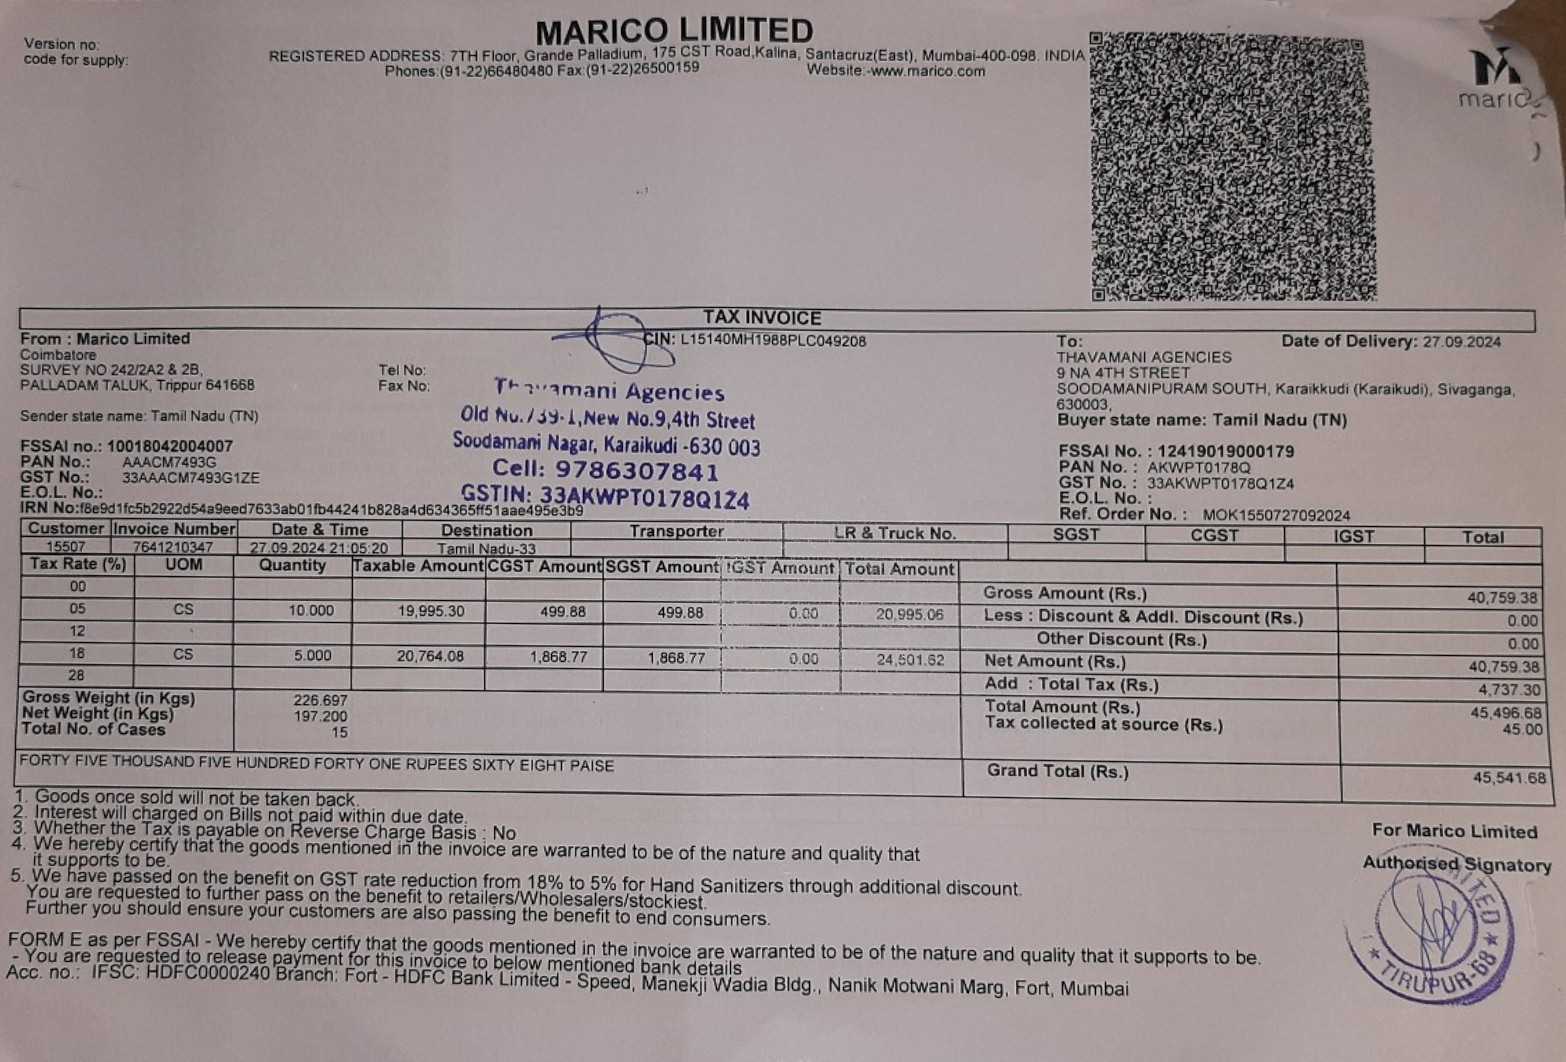 MARICO LIMITED
Version no:
code for supply:
REGISTERED ADDRESS: 7TH Floor, Grande Palladium, 175 CST Road,Kalina, Santacruz(East), Mumbai-400-098. INDIA
Phones:(91-22)66480480 Fax:(91-22)26500159 Website:-www.marico.com
marico
TAX INVOICE
From : Marico Limited
Coimbatore
SURVEY NO 242/2A2 & 2B,
PALLADAM TALUK, Trippur 641668
Sender state name: Tamil Nadu (TN)
FSSAI no.: 10018042004007
PAN No.: AAACM7493G
GST No.: 33AAACM7493G1ZE
E.O.L. No.:
IRN No:f8e9d1fc5b2922d54a9eed7633ab01fb44241b828a4d634365ff51aae495e3b9
Tel No:
Fax No:
CIN: L15140MH1988PLC049208
Thavamani Agencies
Old No.739-1,New No.9,4th Street
Soodamani Nagar, Karaikudi -630 003
Cell: 9786307841
GSTIN: 33AKWPT0178Q1Z4
To: Date of Delivery: 27.09.2024
THAVAMANI AGENCIES
9 NA 4TH STREET
SOODAMANIPURAM SOUTH, Karaikkudi (Karaikudi), Sivaganga,
630003,
Buyer state name: Tamil Nadu (TN)
FSSAI No. : 12419019000179
PAN No. : AKWPT0178Q
GST No. : 33AKWPT0178Q1Z4
E.O.L. No. :
Ref. Order No. : MOK1550727092024
Customer Invoice Number Date & Time Destination Transporter LR & Truck No. SGST CGST IGST Total
15507 7641210347 27.09.2024 21:05:20 Tamil Nadu-33
Tax Rate (%) UOM Quantity Taxable Amount CGST Amount SGST Amount IGST Amount Total Amount
00
05 CS 10.000 19,995.30 499.88 499.88 0.00 20,995.06
12
18 CS 5.000 20,764.08 1,868.77 1,868.77 0.00 24,501.62
28
Gross Weight (in Kgs) 226.697
Net Weight (in Kgs) 197.200
Total No. of Cases 15
Gross Amount (Rs.) 40,759.38
Less : Discount & Addl. Discount (Rs.) 0.00
Other Discount (Rs.) 0.00
Net Amount (Rs.) 40,759.38
Add : Total Tax (Rs.) 4,737.30
Total Amount (Rs.) 45,496.68
Tax collected at source (Rs.) 45.00
FORTY FIVE THOUSAND FIVE HUNDRED FORTY ONE RUPEES SIXTY EIGHT PAISE
Grand Total (Rs.) 45,541.68
1. Goods once sold will not be taken back.
2. Interest will charged on Bills not paid within due date.
3. Whether the Tax is payable on Reverse Charge Basis : No
4. We hereby certify that the goods mentioned in the invoice are warranted to be of the nature and quality that
it supports to be.
5. We have passed on the benefit on GST rate reduction from 18% to 5% for Hand Sanitizers through additional discount.
You are requested to further pass on the benefit to retailers/Wholesalers/stockiest.
Further you should ensure your customers are also passing the benefit to end consumers.
For Marico Limited
Authorised Signatory
TIRUPUR-68
FORM E as per FSSAI - We hereby certify that the goods mentioned in the invoice are warranted to be of the nature and quality that it supports to be.
- You are requested to release payment for this invoice to below mentioned bank details
Acc. no.: IFSC: HDFC0000240 Branch: Fort - HDFC Bank Limited - Speed, Manekji Wadia Bldg., Nanik Motwani Marg, Fort, Mumbai